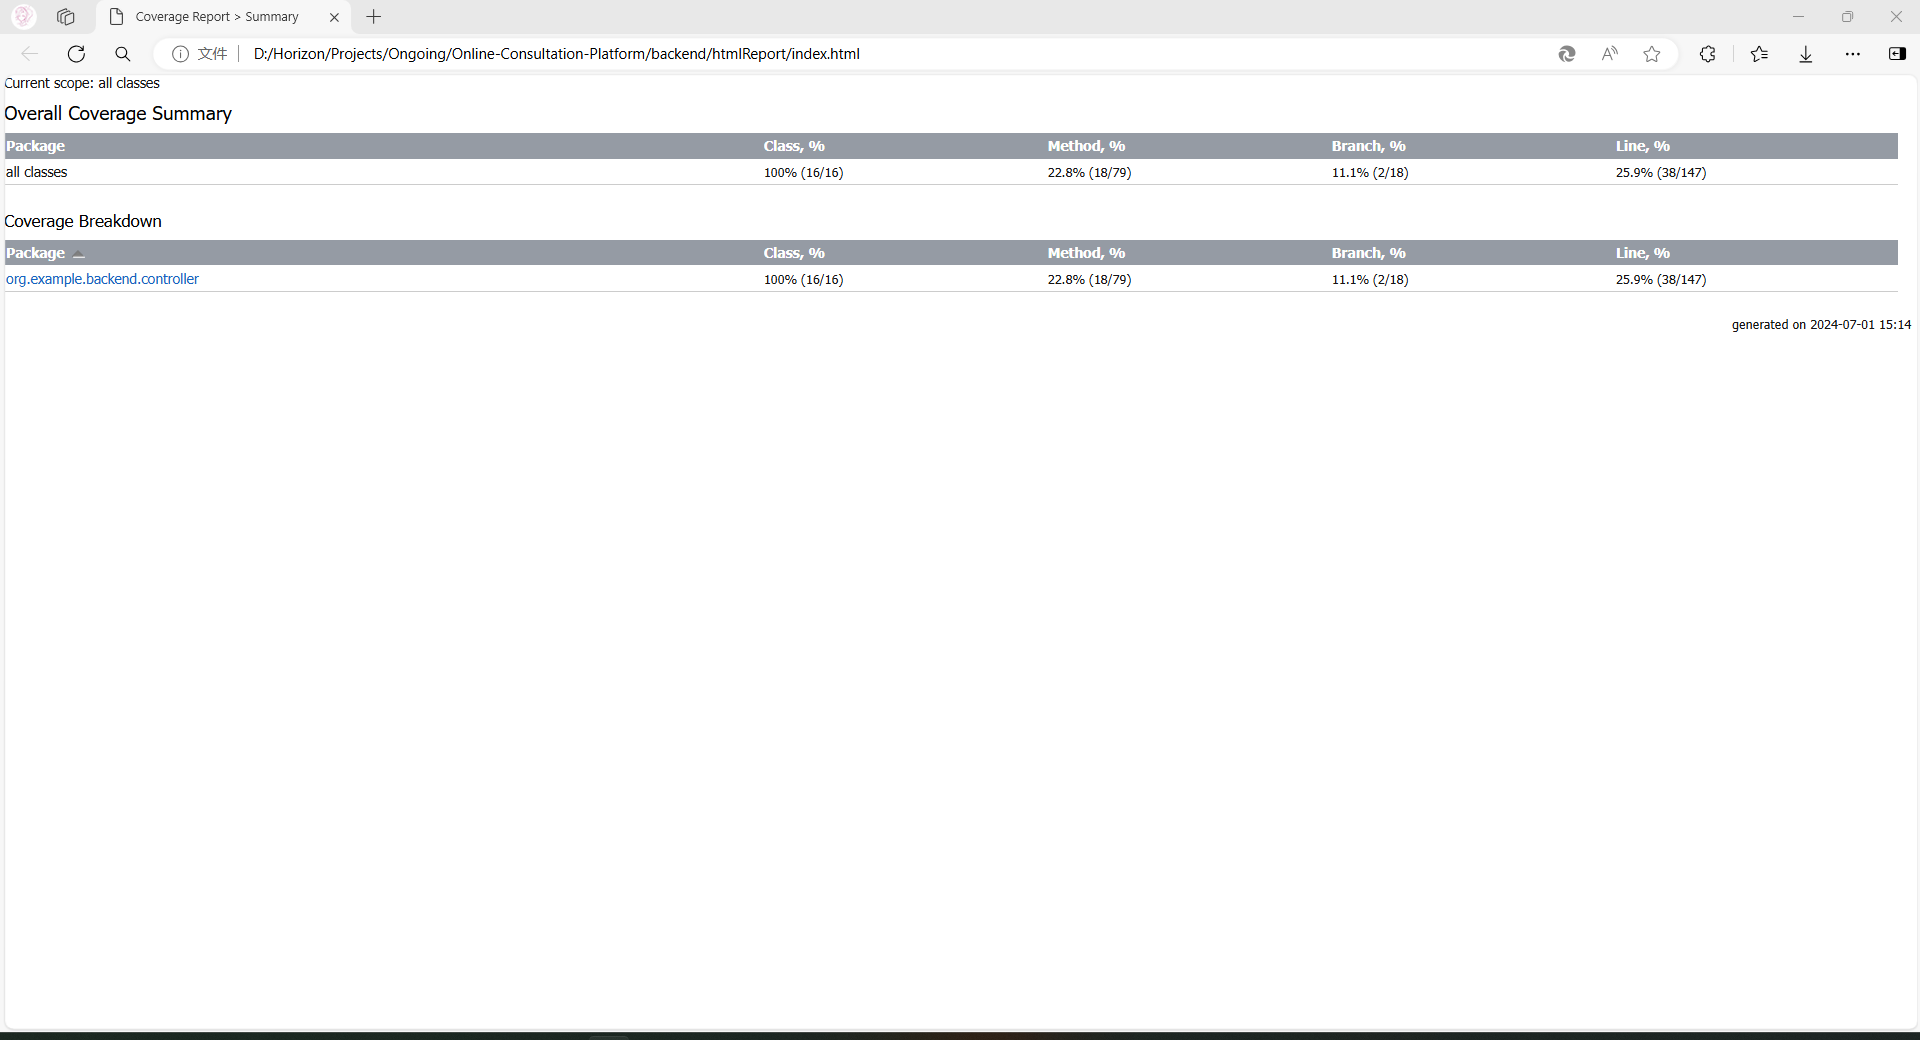 Coverage Report > Summary
文件 D:/Horizon/Projects/Ongoing/Online-Consultation-Platform/backend/htmlReport/index.html
Current scope: all classes
Overall Coverage Summary
Package Class, % Method, % Branch, % Line, %
all classes 100% (16/16) 22.8% (18/79) 11.1% (2/18) 25.9% (38/147)
Coverage Breakdown
Package Class, % Method, % Branch, % Line, %
org.example.backend.controller 100% (16/16) 22.8% (18/79) 11.1% (2/18) 25.9% (38/147)
generated on 2024-07-01 15:14